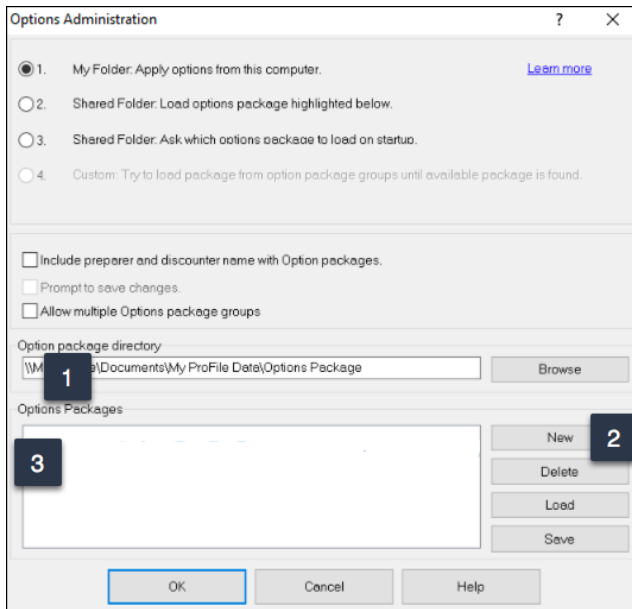 Options Administration ? X
1. My Folder: Apply options from this computer. Learn more
2. Shared Folder: Load options package highlighted below.
3. Shared Folder: Ask which options package to load on startup.
4. Custom: Try to load package from option package groups until available package is found.
Include preparer and discounter name with Option packages.
Prompt to save changes.
Allow multiple Options package groups
Option package directory
\\M e\Documents\My ProFile Data\Options Package Browse
1
Options Packages
New 2
3
Delete
Load
Save
OK Cancel Help